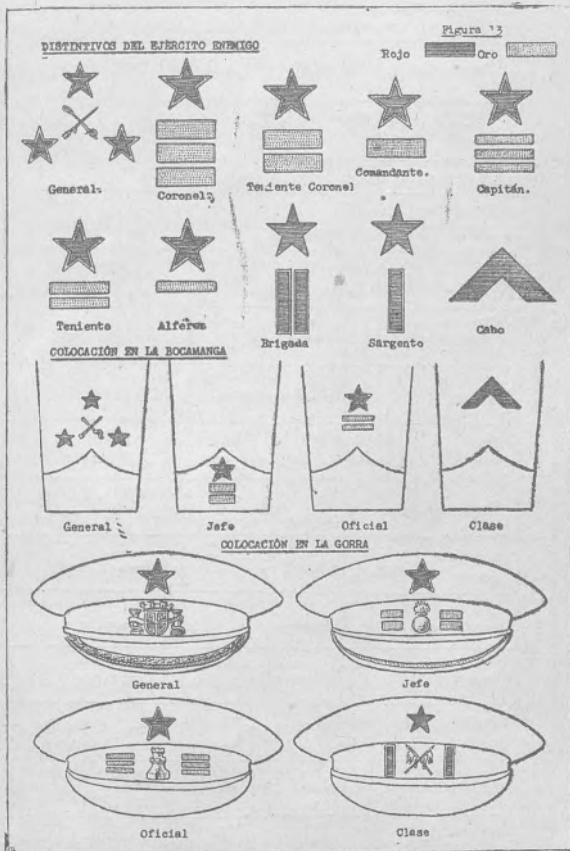 Figura 13
DISTINTIVOS DEL EJÉRCITO ENEMIGO
Rojo Oro
General.
Coronel.
Teniente Coronel
Comandante.
Capitán.
Teniente
Alferez
Brigada
Sargento
Cabo
COLOCACIÓN EN LA BOCAMANGA
General
Jefe
Oficial
Clase
COLOCACIÓN EN LA GORRA
General
Jefe
Oficial
Clase